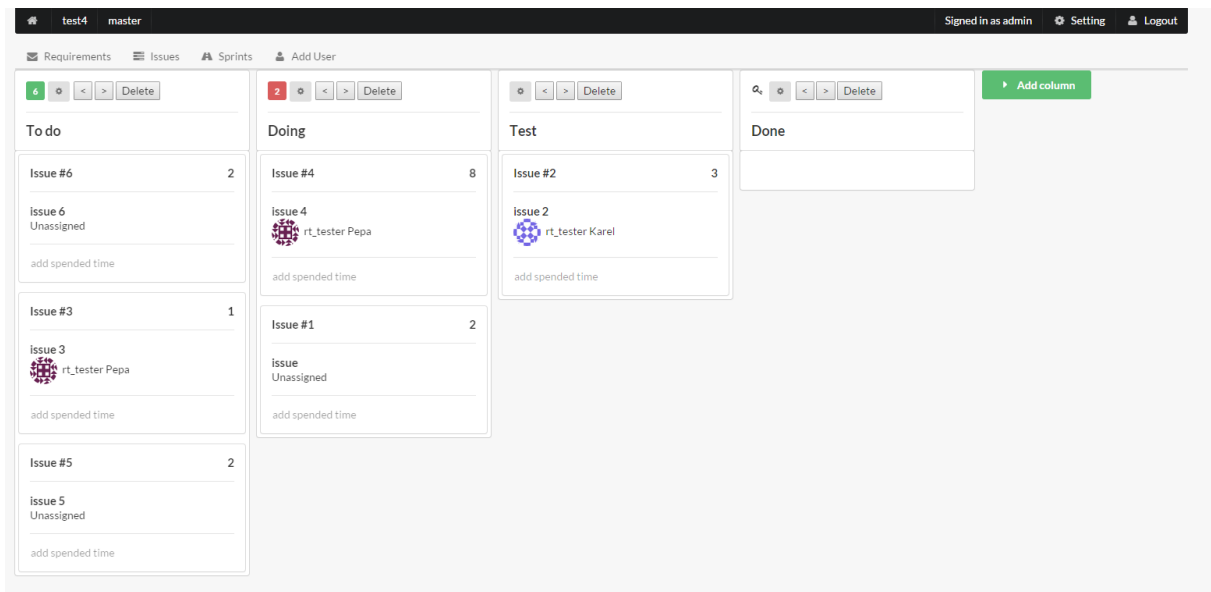 test4 master Signed in as admin Setting Logout
Requirements Issues Sprints Add User
6 < > Delete
To do
Issue #6 2
issue 6
Unassigned
add spended time
Issue #3 1
issue 3
rt_tester Pepa
add spended time
Issue #5 2
issue 5
Unassigned
add spended time
2 < > Delete
Doing
Issue #4 8
issue 4
rt_tester Pepa
add spended time
Issue #1 2
issue
Unassigned
add spended time
< > Delete
Test
Issue #2 3
issue 2
rt_tester Karel
add spended time
< > Delete
Done
Add column